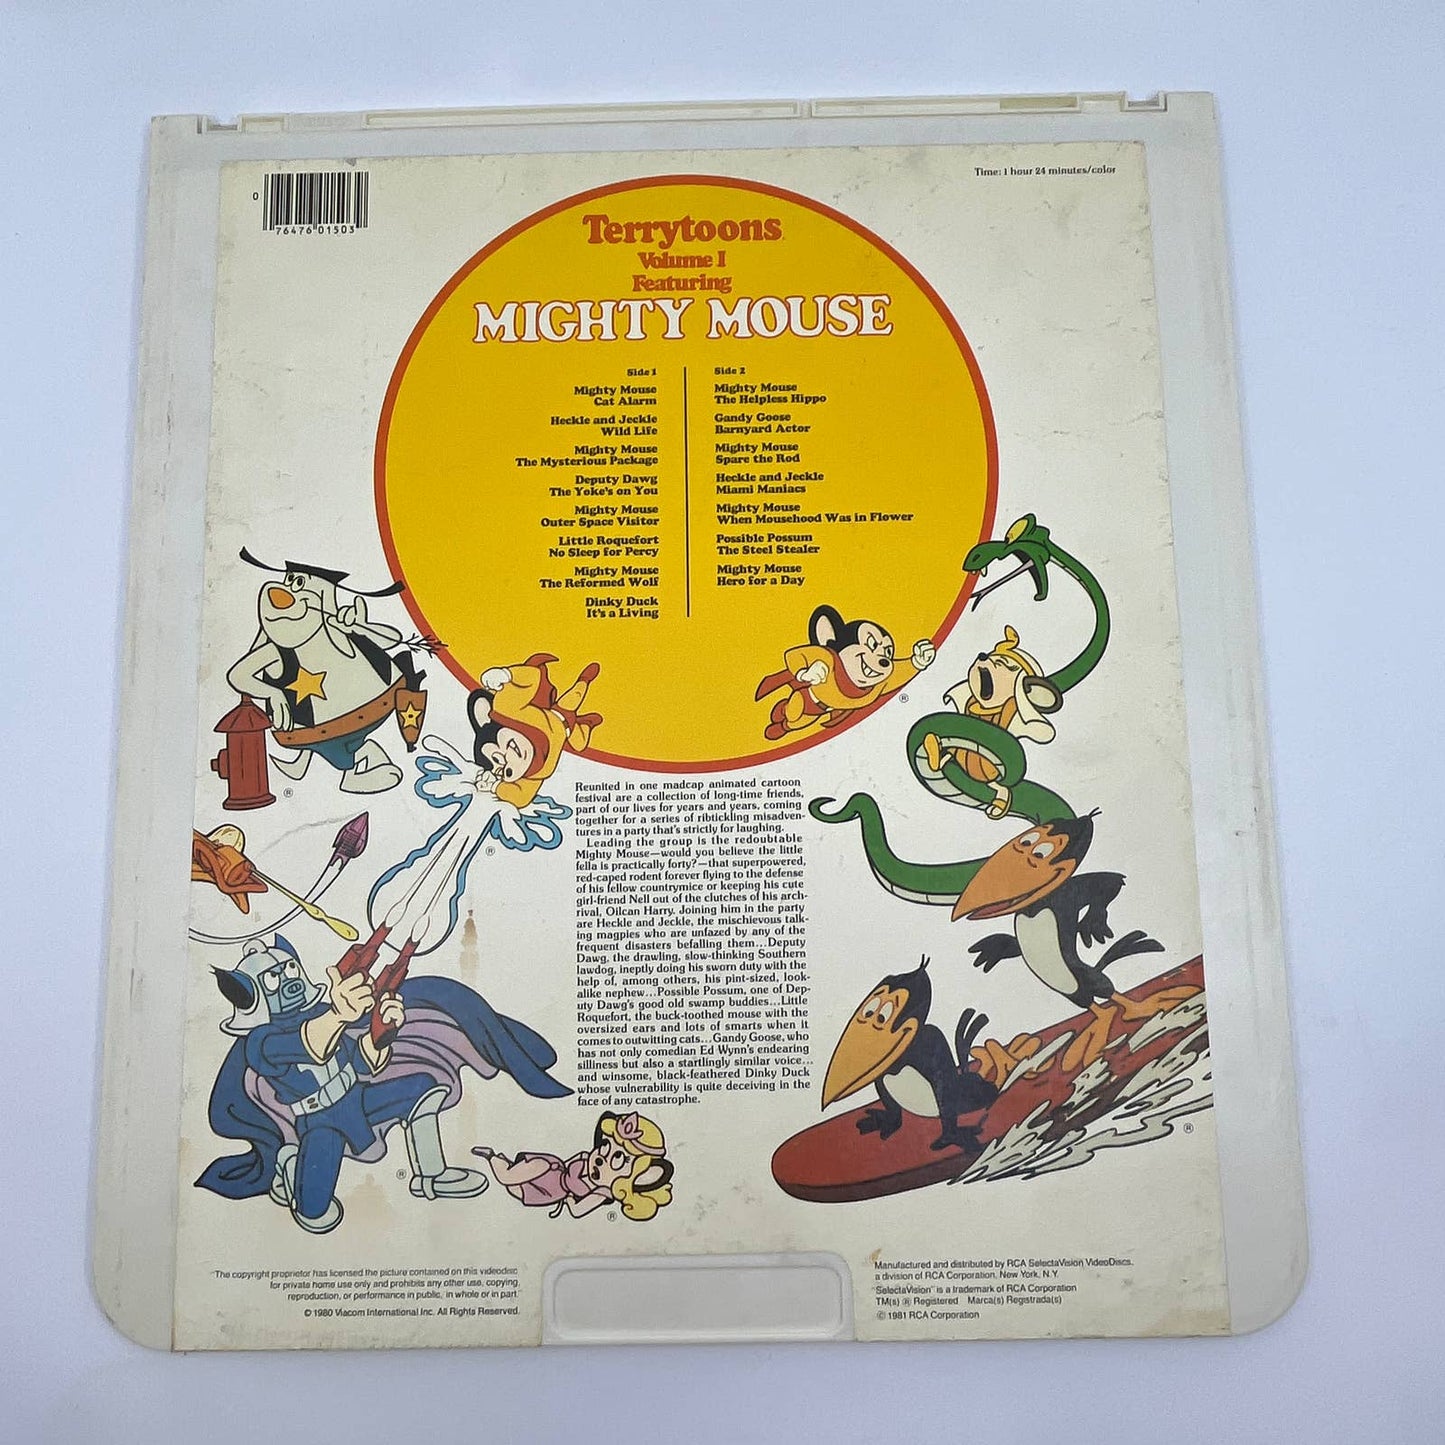 0
76476 01503
Time: 1 hour 24 minutes/color
Terrytoons
Volume I
Featuring
MIGHTY MOUSE
Side 1
Mighty Mouse
Cat Alarm
Heckle and Jeckle
Wild Life
Mighty Mouse
The Mysterious Package
Deputy Dawg
The Yoke's on You
Mighty Mouse
Outer Space Visitor
Little Roquefort
No Sleep for Percy
Mighty Mouse
The Reformed Wolf
Dinky Duck
It's a Living
Side 2
Mighty Mouse
The Helpless Hippo
Gandy Goose
Barnyard Actor
Mighty Mouse
Spare the Rod
Heckle and Jeckle
Miami Maniacs
Mighty Mouse
When Mousehood Was in Flower
Possible Possum
The Steel Stealer
Mighty Mouse
Hero for a Day
®
®
®
®
®
®
Reunited in one madcap animated cartoon
festival are a collection of long-time friends,
part of our lives for years and years, coming
together for a series of ribtickling misadven-
tures in a party that's strictly for laughing.
Leading the group is the redoubtable
Mighty Mouse—would you believe the little
fella is practically forty?—that superpowered,
red-caped rodent forever flying to the defense
of his fellow countrymice or keeping his cute
girl-friend Nell out of the clutches of his arch-
rival, Oilcan Harry. Joining him in the party
are Heckle and Jeckle, the mischievous talk-
ing magpies who are unfazed by any of the
frequent disasters befalling them...Deputy
Dawg, the drawling, slow-thinking Southern
lawdog, ineptly doing his sworn duty with the
help of, among others, his pint-sized, look-
alike nephew...Possible Possum, one of Dep-
uty Dawg's good old swamp buddies...Little
Roquefort, the buck-toothed mouse with the
oversized ears and lots of smarts when it
comes to outwitting cats...Gandy Goose, who
has not only comedian Ed Wynn's endearing
silliness but also a startlingly similar voice...
and winsome, black-feathered Dinky Duck
whose vulnerability is quite deceiving in the
face of any catastrophe.
"The copyright proprietor has licensed the picture contained on this videodisc
for private home use only and prohibits any other use, copying,
reproduction, or performance in public, in whole or in part."
© 1980 Viacom International Inc. All Rights Reserved.
Manufactured and distributed by RCA SelectaVision VideoDiscs,
a division of RCA Corporation, New York, N.Y.
"SelectaVision" is a trademark of RCA Corporation
TM(s) ® Registered Marca(s) Registrada(s)
© 1981 RCA Corporation